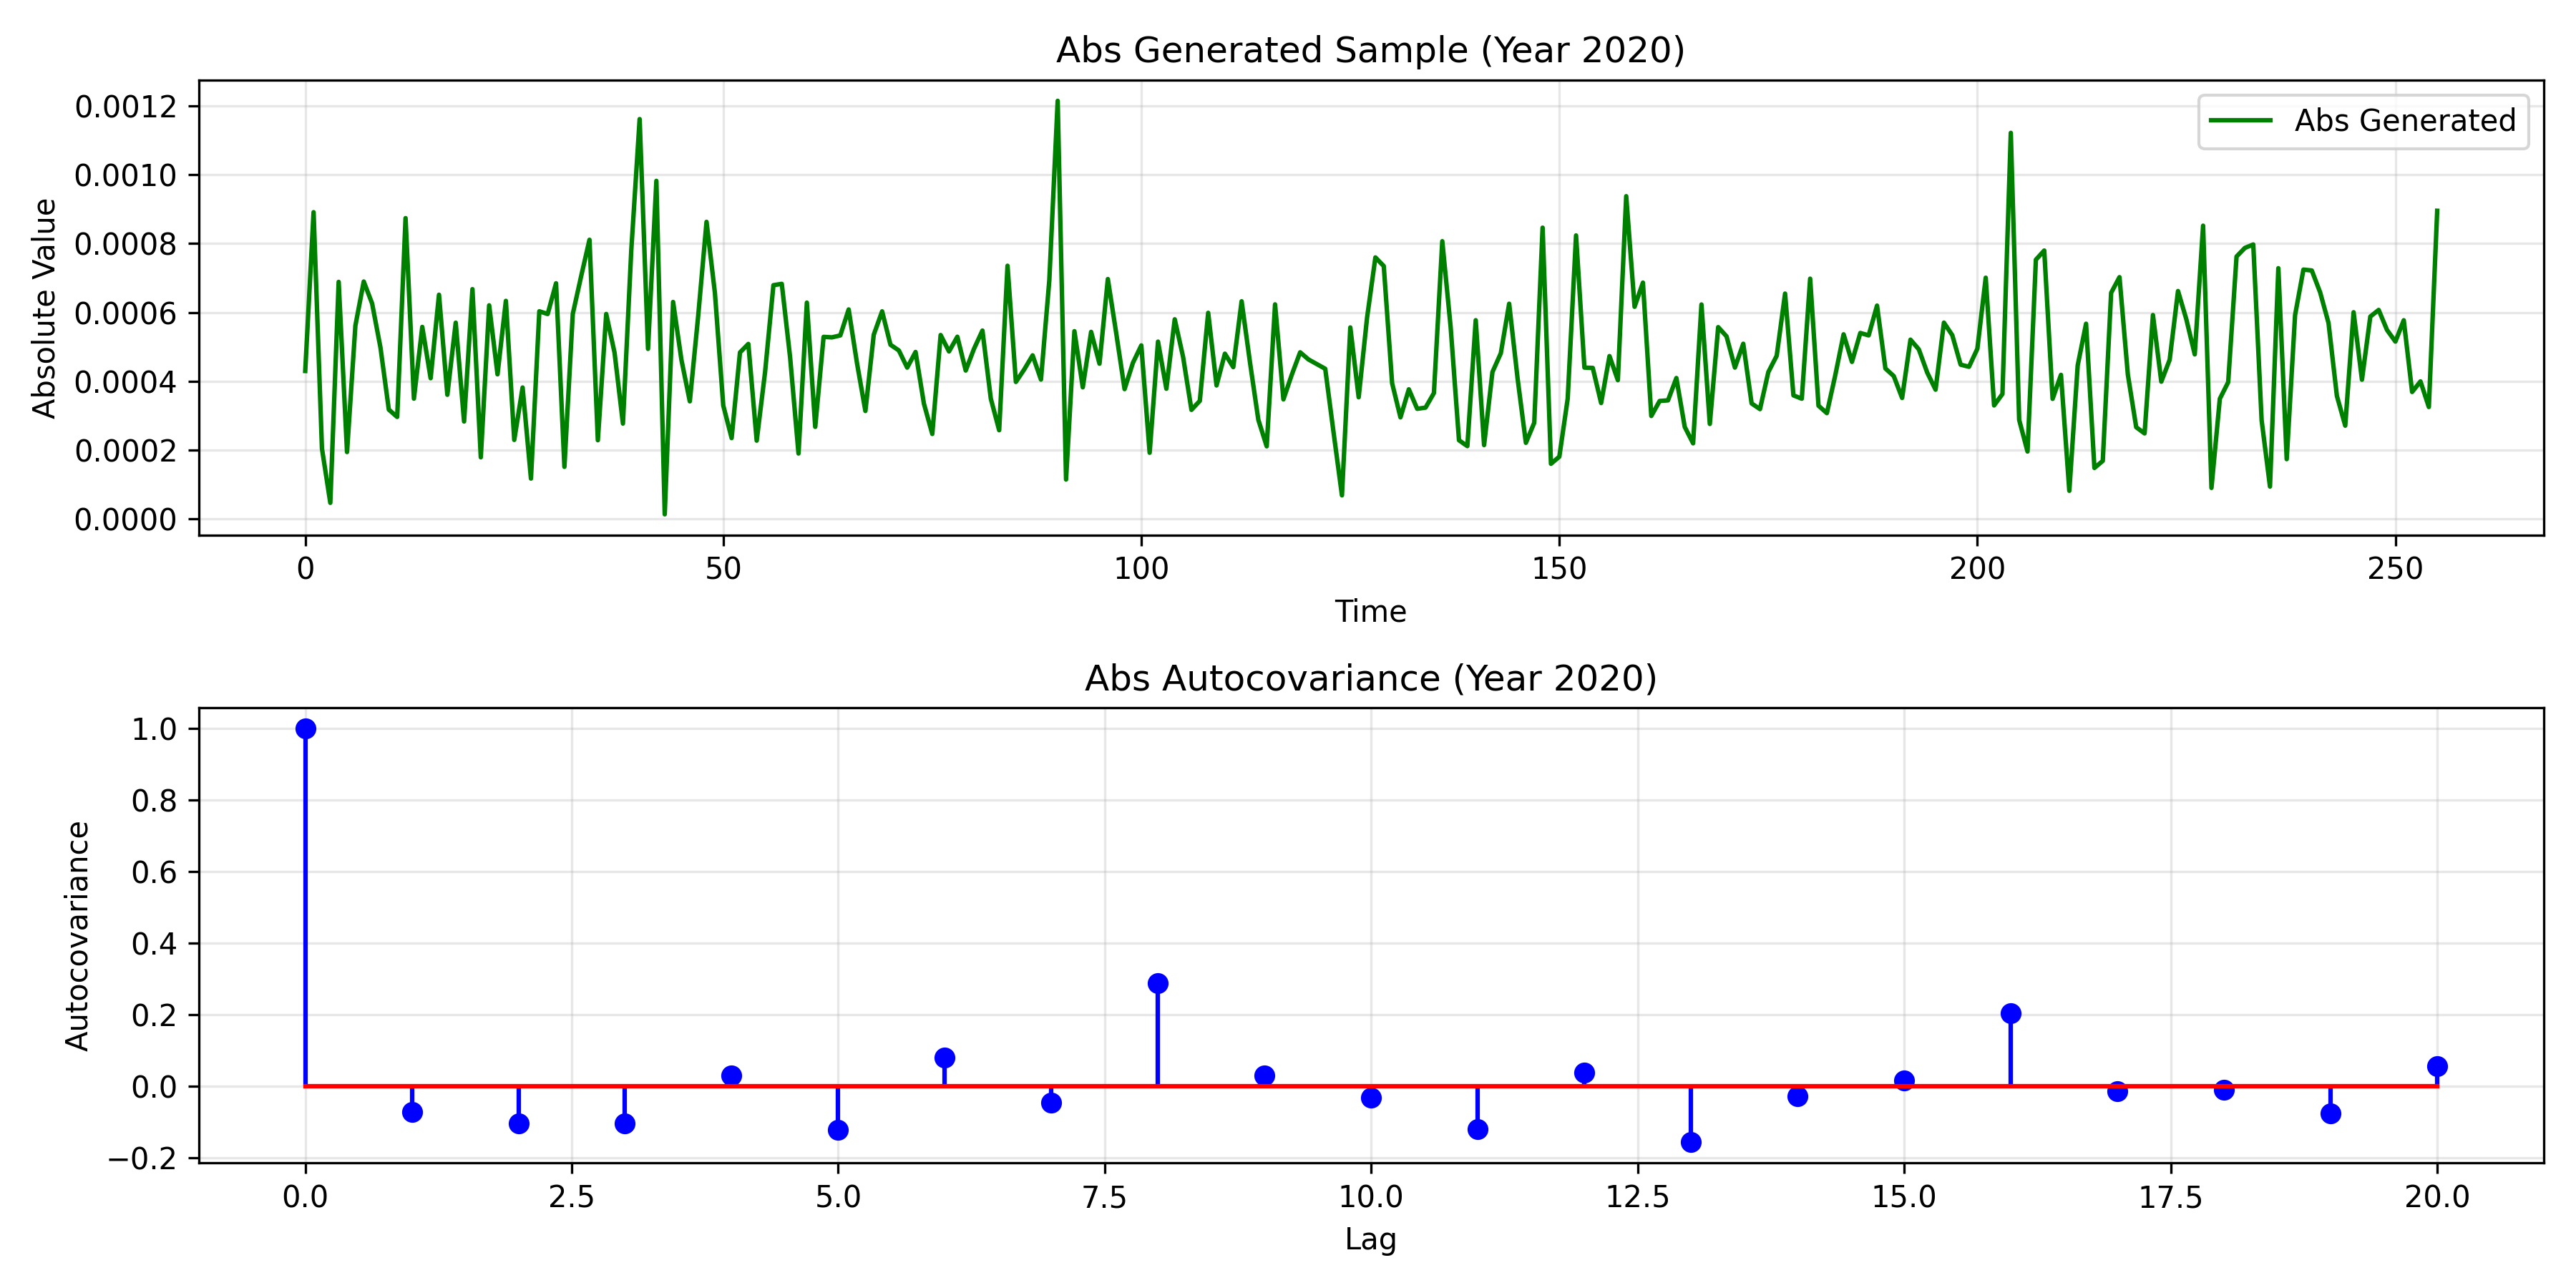 Abs Generated Sample (Year 2020)
Abs Generated
Absolute Value
0.0012
0.0010
0.0008
0.0006
0.0004
0.0002
0.0000
0 50 100 150 200 250
Time
Abs Autocovariance (Year 2020)
Autocovariance
1.0
0.8
0.6
0.4
0.2
0.0
−0.2
0.0 2.5 5.0 7.5 10.0 12.5 15.0 17.5 20.0
Lag